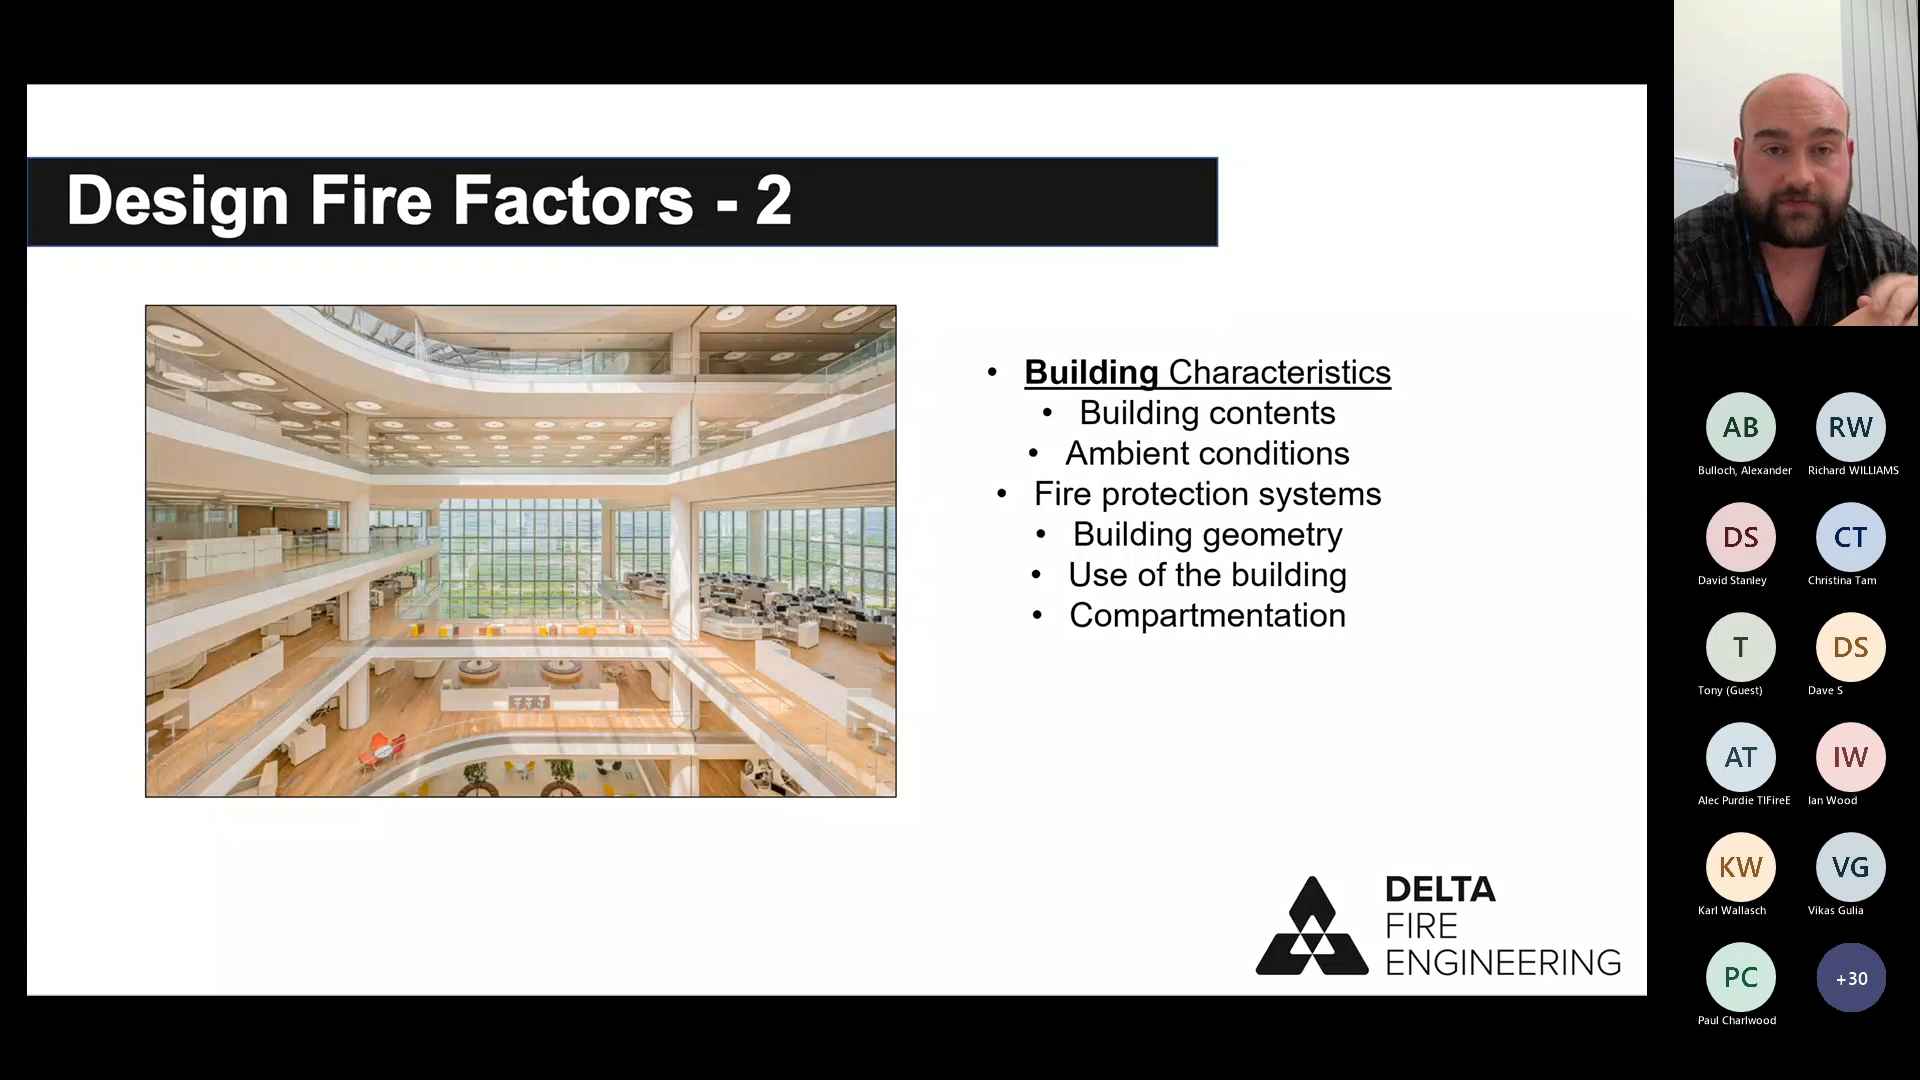 Design Fire Factors - 2
• Building Characteristics
• Building contents
• Ambient conditions
• Fire protection systems
• Building geometry
• Use of the building
• Compartmentation
DELTA
FIRE
ENGINEERING
AB
RW
Bulloch, Alexander
Richard WILLIAMS
DS
CT
David Stanley
Christina Tam
T
DS
Tony (Guest)
Dave S
AT
IW
Alec Purdie TIFireE
Ian Wood
KW
VG
Karl Wallasch
Vikas Gulia
PC
+30
Paul Charlwood